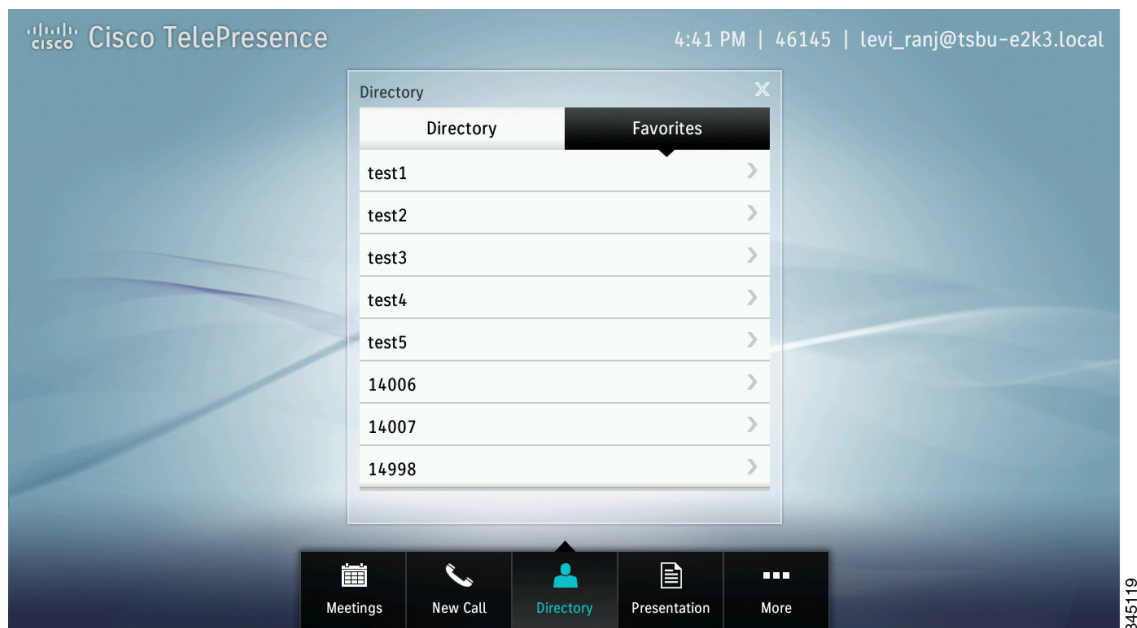 cisco Cisco TelePresence
4:41 PM | 46145 | levi_ranj@tsbu-e2k3.local
Directory X
Directory Favorites
test1
test2
test3
test4
test5
14006
14007
14998
Meetings New Call Directory Presentation More
345119